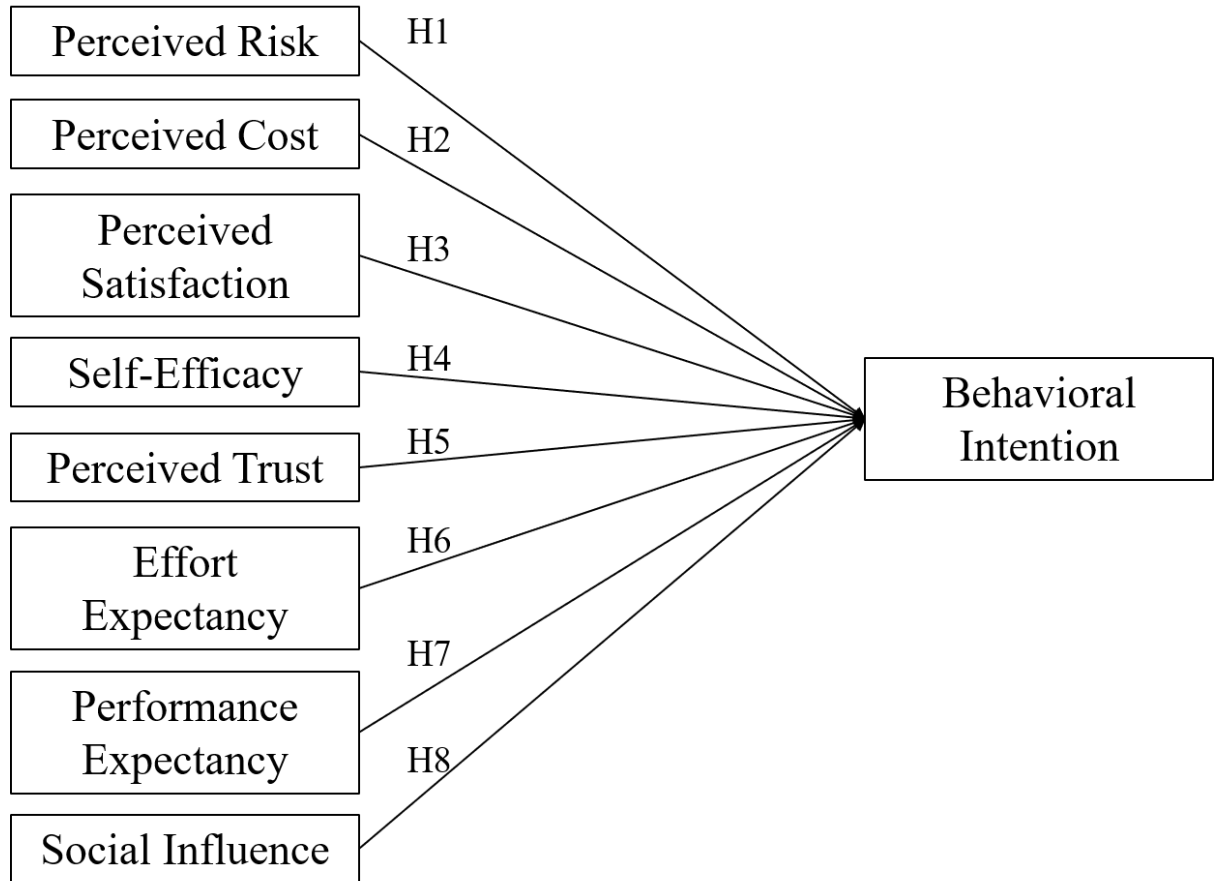 Perceived Risk
H1
Perceived Cost
H2
Perceived
Satisfaction
H3
Self-Efficacy
H4
Perceived Trust
H5
Effort
Expectancy
H6
Performance
Expectancy
H7
Social Influence
H8
Behavioral
Intention